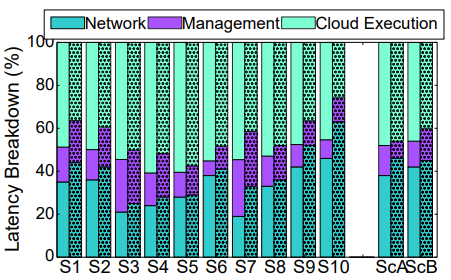 Network Management Cloud Execution
Latency Breakdown (%)
100
80
60
40
20
0
S1 S2 S3 S4 S5 S6 S7 S8 S9 S10 ScA ScB